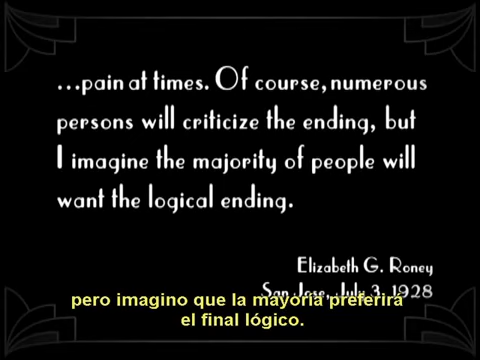 ...pain at times. Of course, numerous
persons will criticize the ending, but
I imagine the majority of people will
want the logical ending.
Elizabeth G. Roney
San Jose, July 3, 1928
pero imagino que la mayoría preferirá
el final lógico.